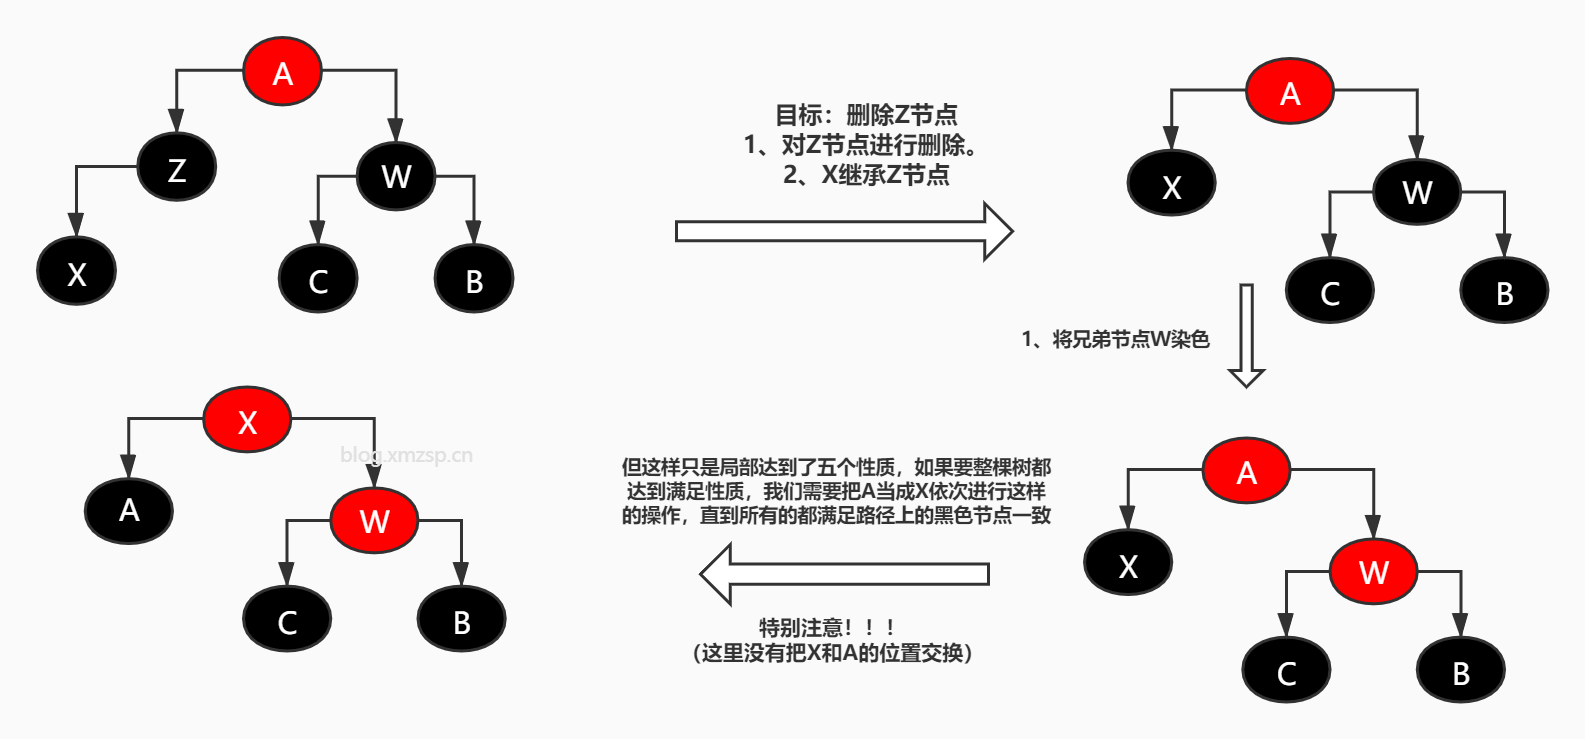 A
Z
W
X
C
B
目标：删除Z节点
1、对Z节点进行删除。
2、X继承Z节点
A
X
W
C
B
1、将兄弟节点W染色
A
X
W
C
B
但这样只是局部达到了五个性质，如果要整棵树都
达到满足性质，我们需要把A当成X依次进行这样
的操作，直到所有的都满足路径上的黑色节点一致
特别注意！！！
（这里没有把X和A的位置交换）
X
blog.xmzsp.cn
A
W
C
B